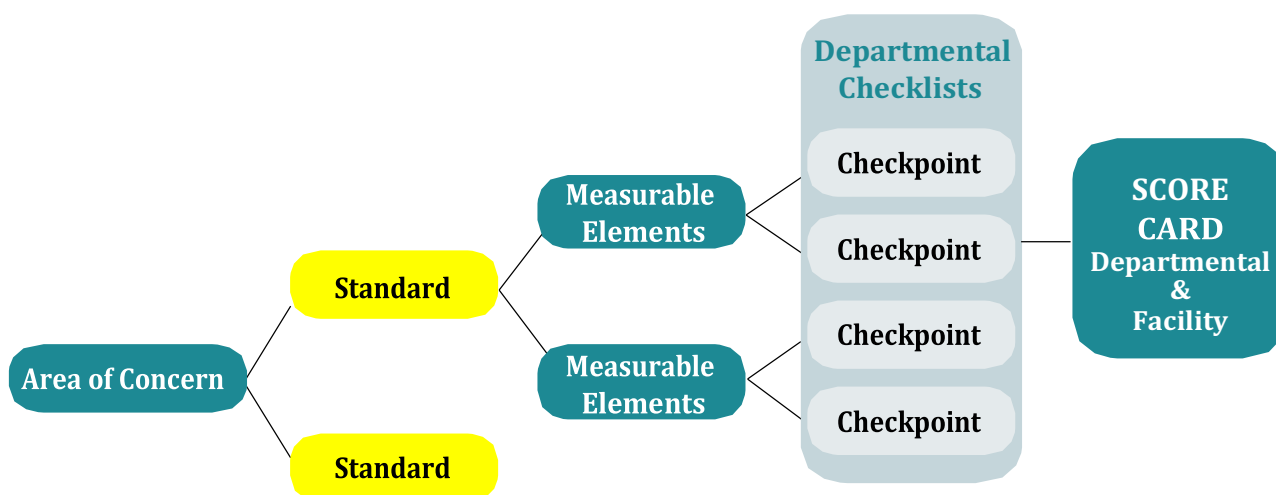 Area of Concern
Standard
Standard
Measurable
Elements
Measurable
Elements
Departmental
Checklists
Checkpoint
Checkpoint
Checkpoint
Checkpoint
SCORE
CARD
Departmental
&
Facility